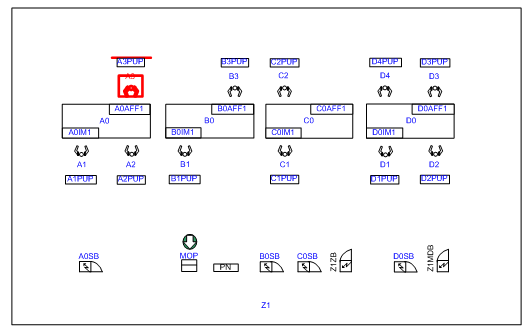 A3PUP B3PUP C2PUP D4PUP D3PUP
A3 B3 C2 D4 D3
A0AFF1 B0AFF1 C0AFF1 D0AFF1
A0 B0 C0 D0
A0IM1 B0IM1 C0IM1 D0IM1
A1 A2 B1 C1 D1 D2
A1PUP A2PUP B1PUP C1PUP D1PUP D2PUP
A0SB MOP PN B0SB C0SB Z1ZB D0SB Z1MDB
Z1